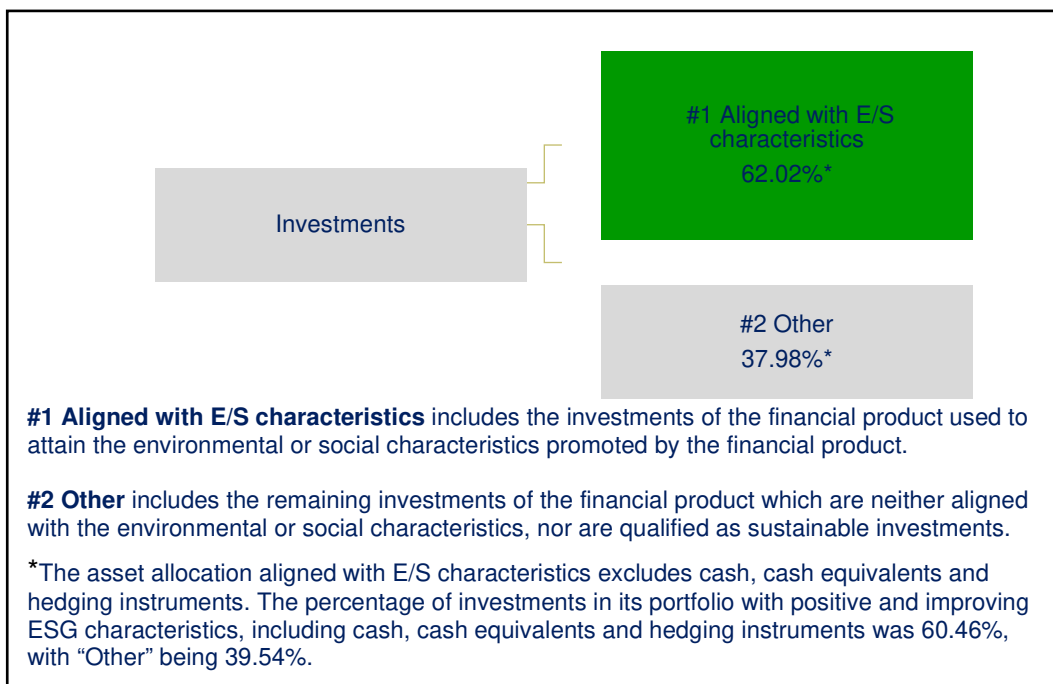 #1 Aligned with E/S
characteristics
62.02%*
Investments
#2 Other
37.98%*
#1 Aligned with E/S characteristics includes the investments of the financial product used to
attain the environmental or social characteristics promoted by the financial product.
#2 Other includes the remaining investments of the financial product which are neither aligned
with the environmental or social characteristics, nor are qualified as sustainable investments.
*The asset allocation aligned with E/S characteristics excludes cash, cash equivalents and
hedging instruments. The percentage of investments in its portfolio with positive and improving
ESG characteristics, including cash, cash equivalents and hedging instruments was 60.46%,
with “Other” being 39.54%.